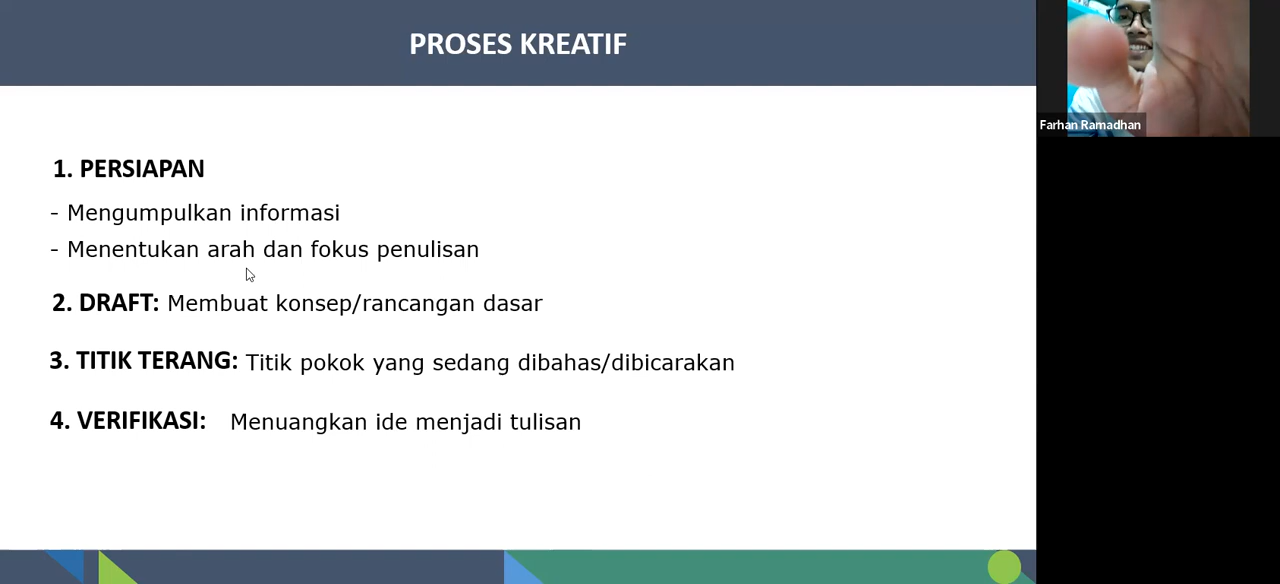 PROSES KREATIF
Farhan Ramadhan
1. PERSIAPAN
- Mengumpulkan informasi
- Menentukan arah dan fokus penulisan
2. DRAFT: Membuat konsep/rancangan dasar
3. TITIK TERANG: Titik pokok yang sedang dibahas/dibicarakan
4. VERIFIKASI: Menuangkan ide menjadi tulisan